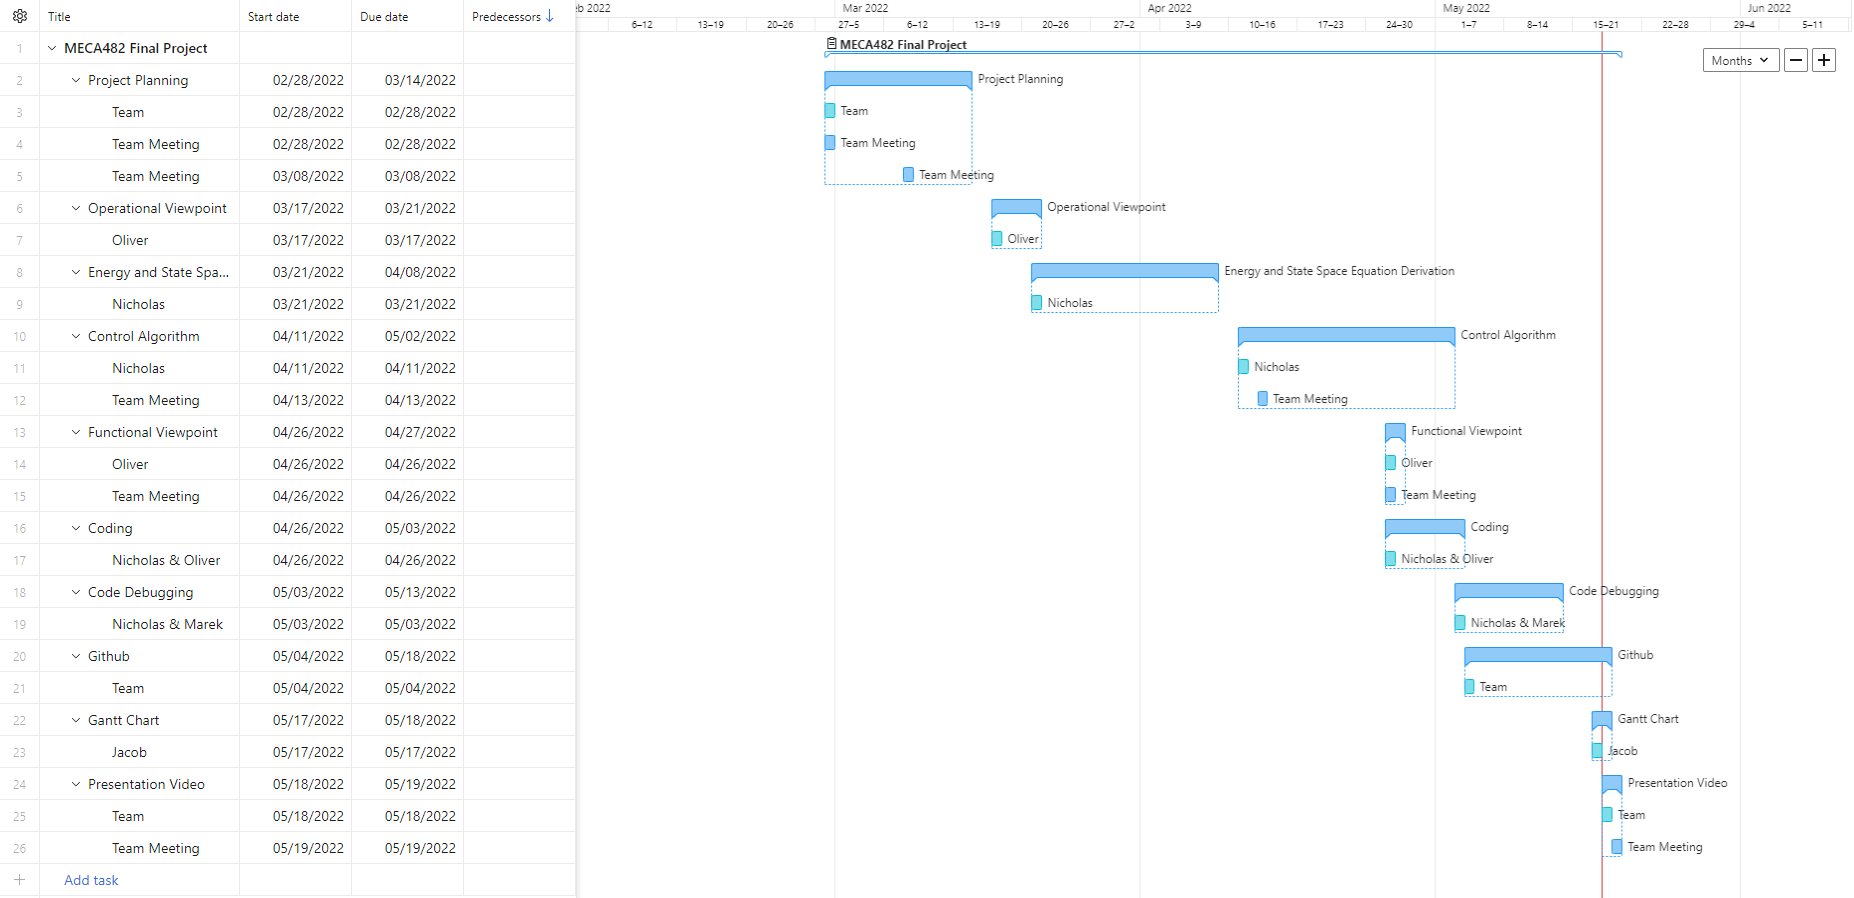 Title Start date Due date Predecessors
1 MECA482 Final Project
2 Project Planning 02/28/2022 03/14/2022
3 Team 02/28/2022 02/28/2022
4 Team Meeting 02/28/2022 02/28/2022
5 Team Meeting 03/08/2022 03/08/2022
6 Operational Viewpoint 03/17/2022 03/21/2022
7 Oliver 03/17/2022 03/17/2022
8 Energy and State Spa... 03/21/2022 04/08/2022
9 Nicholas 03/21/2022 03/21/2022
10 Control Algorithm 04/11/2022 05/02/2022
11 Nicholas 04/11/2022 04/11/2022
12 Team Meeting 04/13/2022 04/13/2022
13 Functional Viewpoint 04/26/2022 04/27/2022
14 Oliver 04/26/2022 04/26/2022
15 Team Meeting 04/26/2022 04/26/2022
16 Coding 04/26/2022 05/03/2022
17 Nicholas & Oliver 04/26/2022 04/26/2022
18 Code Debugging 05/03/2022 05/13/2022
19 Nicholas & Marek 05/03/2022 05/03/2022
20 Github 05/04/2022 05/18/2022
21 Team 05/04/2022 05/04/2022
22 Gantt Chart 05/17/2022 05/18/2022
23 Jacob 05/17/2022 05/17/2022
24 Presentation Video 05/18/2022 05/19/2022
25 Team 05/18/2022 05/18/2022
26 Team Meeting 05/19/2022 05/19/2022
Add task
eb 2022 Mar 2022 Apr 2022 May 2022 Jun 2022
6–12 13–19 20–26 27–5 6–12 13–19 20–26 27–2 3–9 10–16 17–23 24–30 1–7 8–14 15–21 22–28 29–4 5–11
MECA482 Final Project
Months
Project Planning
Team
Team Meeting
Team Meeting
Operational Viewpoint
Oliver
Energy and State Space Equation Derivation
Nicholas
Control Algorithm
Nicholas
Team Meeting
Functional Viewpoint
Oliver
Team Meeting
Coding
Nicholas & Oliver
Code Debugging
Nicholas & Marek
Github
Team
Gantt Chart
Jacob
Presentation Video
Team
Team Meeting